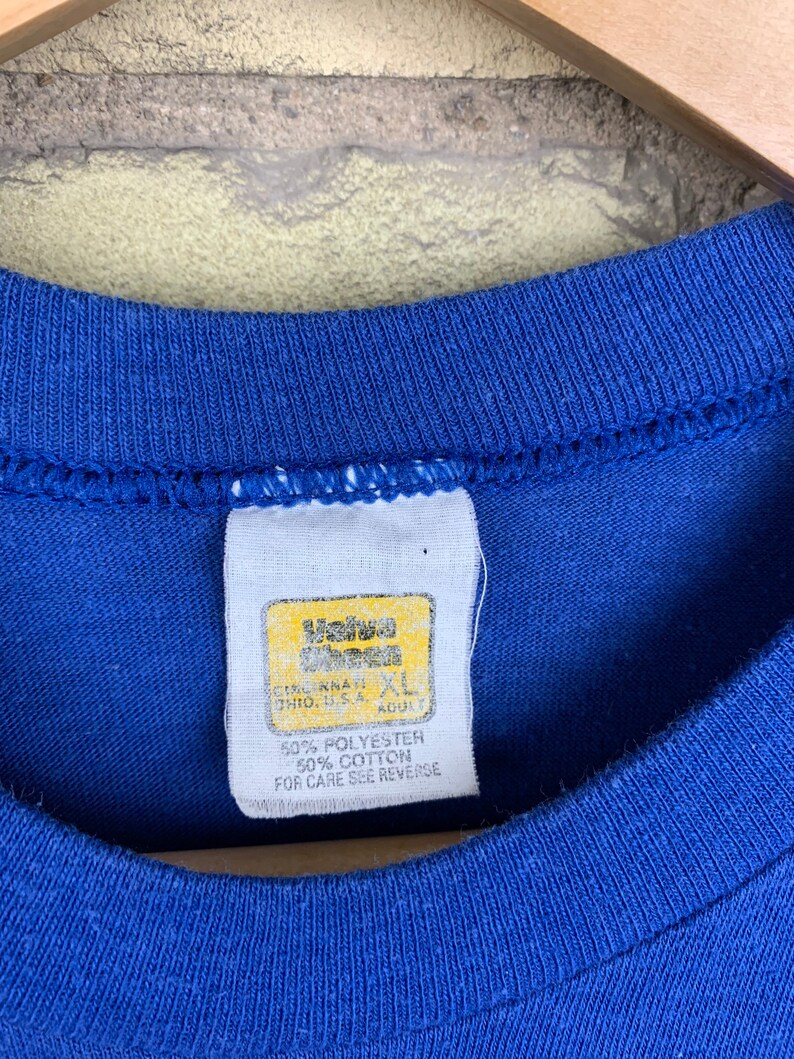 Velva
Sheen
CINCINNATI
OHIO, U.S.A.
XL
ADULT
50% POLYESTER
50% COTTON
FOR CARE SEE REVERSE